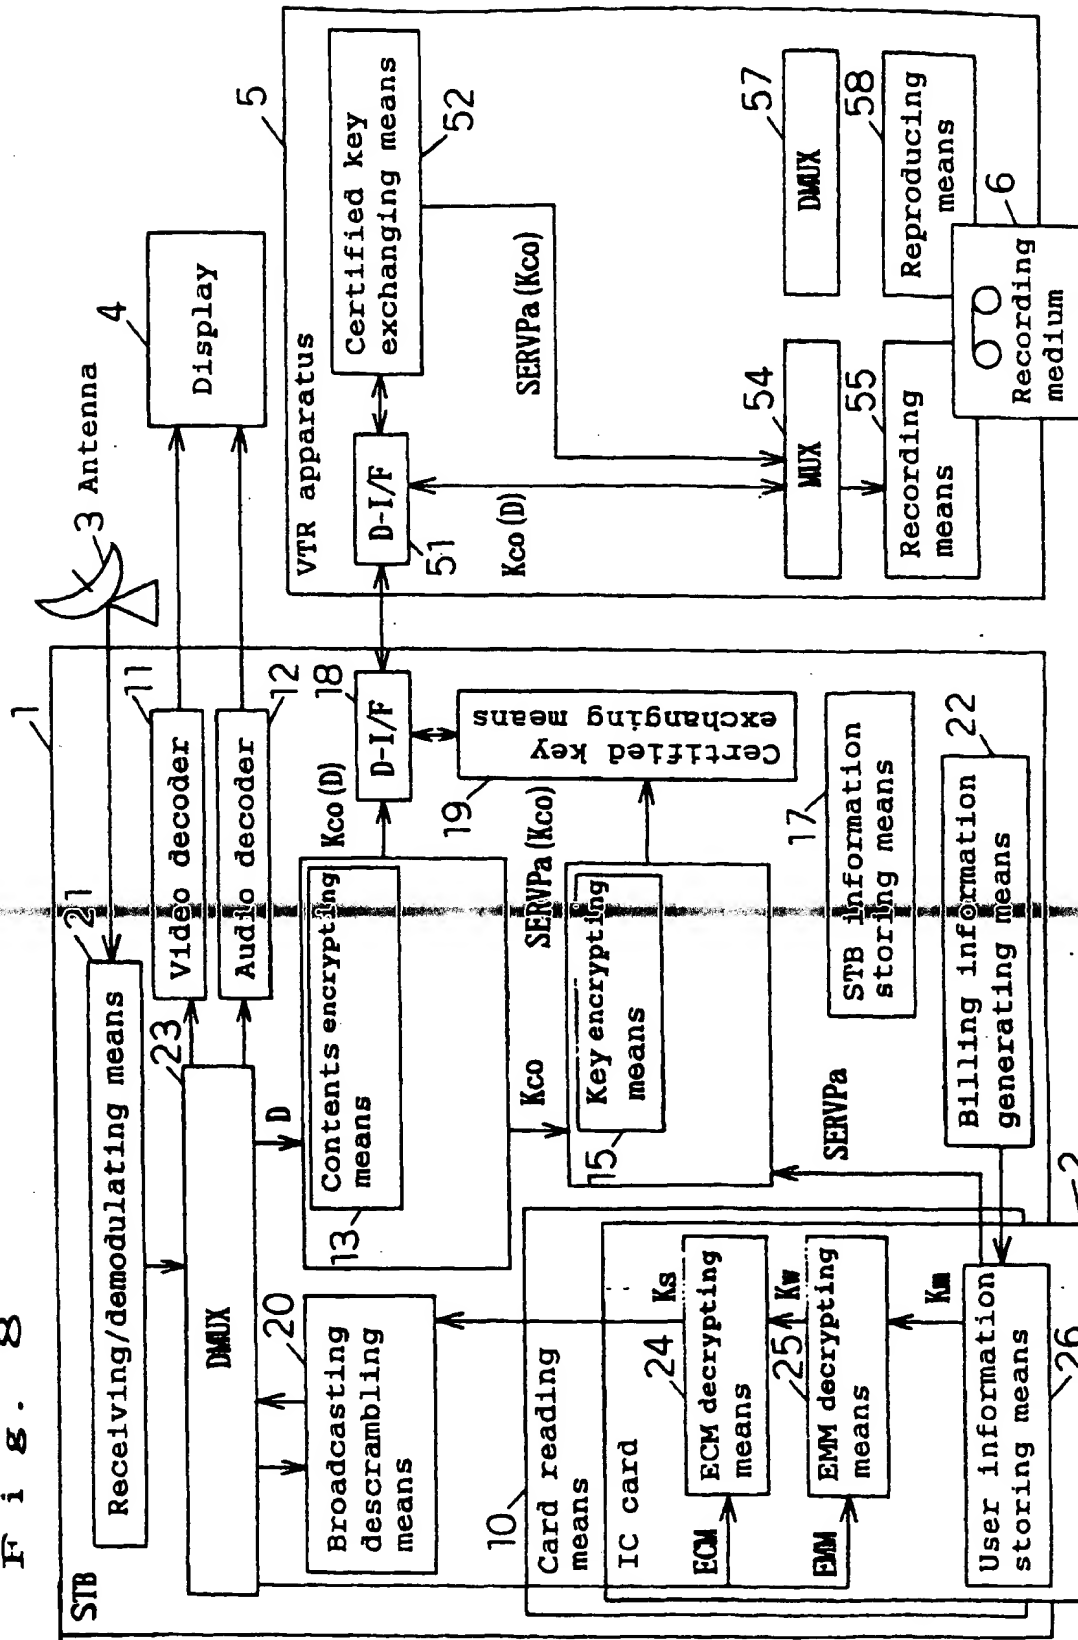 Fig. 8
STB
1
Receiving/demodulating means
21
3 Antenna
4
Display
DMUX
23
Video decoder
11
Audio decoder
12
Broadcasting
descrambling
means
20
D
Contents encrypting
means
13
Kco(D)
D-I/F
18
Certified key
exchanging means
19
Kco
SERVPa(Kco)
Key encrypting
means
15
STB information
storing means
17
Billing information
generating means
22
SERVPa
10
Card reading
means
IC card
2
ECM
ECM decrypting
means
24
Ks
EMM
EMM decrypting
means
25
Kw
Km
User information
storing means
26
VTR apparatus
5
D-I/F
51
Certified key
exchanging means
52
Kco(D)
SERVPa(Kco)
MUX
54
DMUX
57
Recording
means
55
Reproducing
means
58
Recording
medium
6